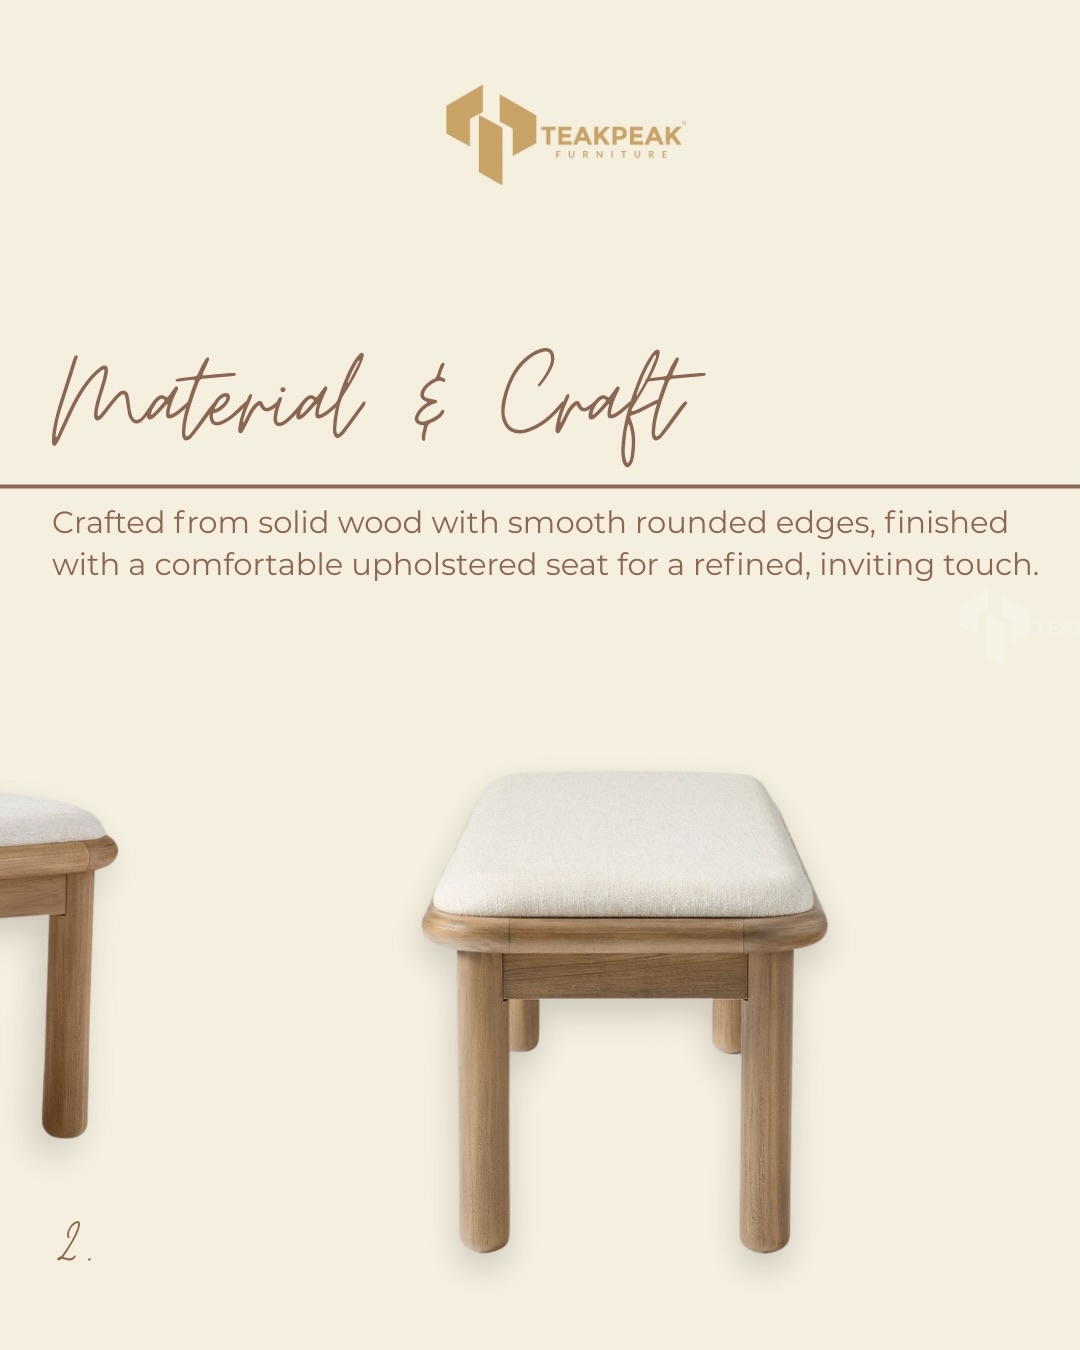 TEAKPEAK
FURNITURE
Material & Craft
Crafted from solid wood with smooth rounded edges, finished
with a comfortable upholstered seat for a refined, inviting touch.
2.